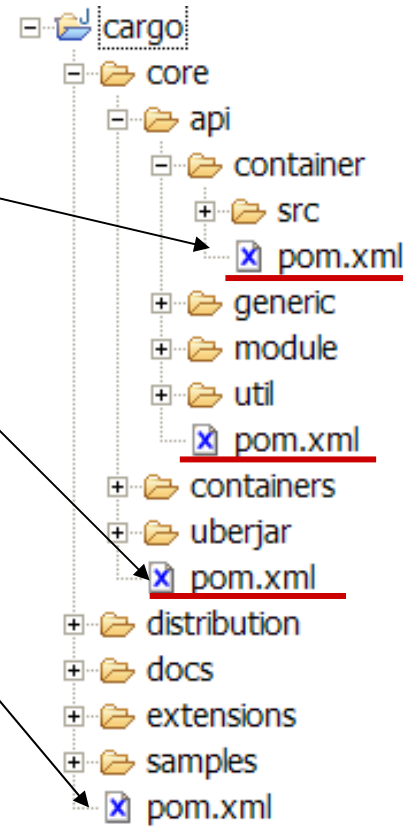 cargo
core
api
container
src
pom.xml
generic
module
util
pom.xml
containers
uberjar
pom.xml
distribution
docs
extensions
samples
pom.xml